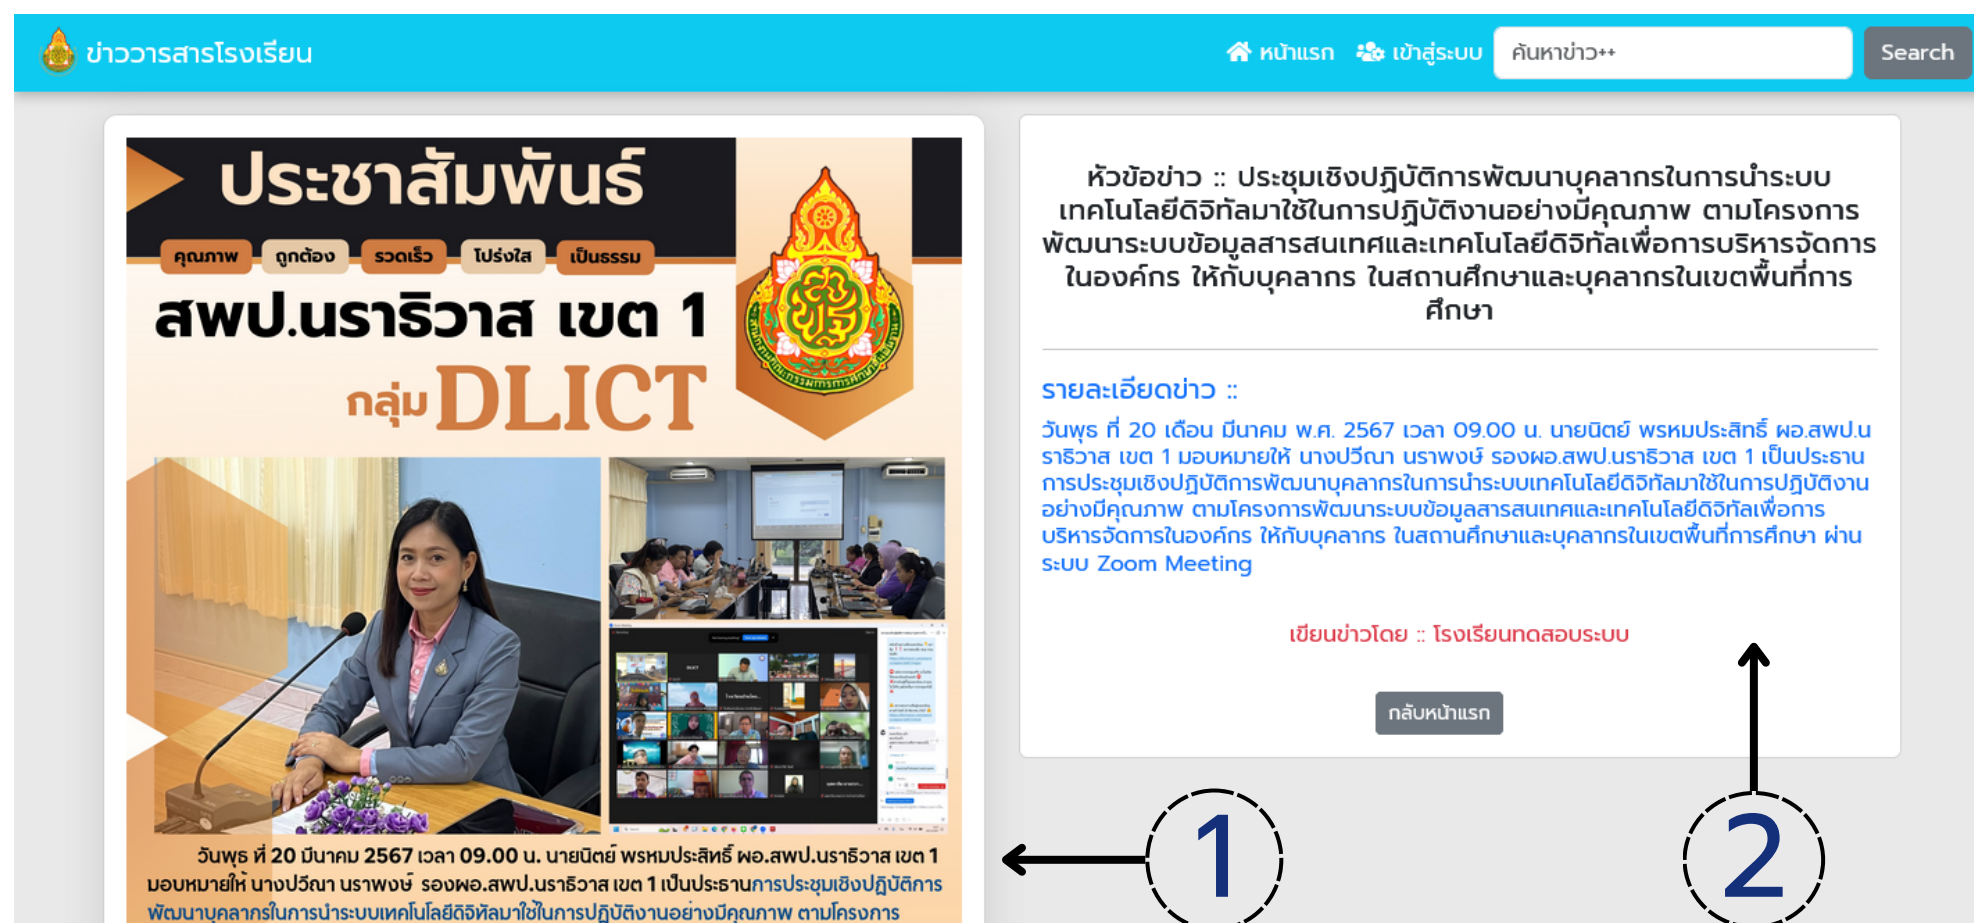 ข่าววารสารโรงเรียน
หน้าแรก
เข้าสู่ระบบ
ค้นหาข่าว++
Search
ประชาสัมพันธ์
คุณภาพ ถูกต้อง รวดเร็ว โปร่งใส เป็นธรรม
สพป.นราธิวาส เขต 1
กลุ่ม DLICT
วันพุธ ที่ 20 มีนาคม 2567 เวลา 09.00 น. นายนิตย์ พรหมประสิทธิ์ ผอ.สพป.นราธิวาส เขต 1
มอบหมายให้ นางปวีณา นราพงษ์ รองผอ.สพป.นราธิวาส เขต 1 เป็นประธานการประชุมเชิงปฏิบัติการ
พัฒนาบุคลากรในการนำระบบเทคโนโลยีดิจิทัลมาใช้ในการปฏิบัติงานอย่างมีคุณภาพ ตามโครงการ
หัวข้อข่าว :: ประชุมเชิงปฏิบัติการพัฒนาบุคลากรในการนำระบบ
เทคโนโลยีดิจิทัลมาใช้ในการปฏิบัติงานอย่างมีคุณภาพ ตามโครงการ
พัฒนาระบบข้อมูลสารสนเทศและเทคโนโลยีดิจิทัลเพื่อการบริหารจัดการ
ในองค์กร ให้กับบุคลากร ในสถานศึกษาและบุคลากรในเขตพื้นที่การ
ศึกษา
รายละเอียดข่าว ::
วันพุธ ที่ 20 เดือน มีนาคม พ.ศ. 2567 เวลา 09.00 น. นายนิตย์ พรหมประสิทธิ์ ผอ.สพป.น
ราธิวาส เขต 1 มอบหมายให้ นางปวีณา นราพงษ์ รองผอ.สพป.นราธิวาส เขต 1 เป็นประธาน
การประชุมเชิงปฏิบัติการพัฒนาบุคลากรในการนำระบบเทคโนโลยีดิจิทัลมาใช้ในการปฏิบัติงาน
อย่างมีคุณภาพ ตามโครงการพัฒนาระบบข้อมูลสารสนเทศและเทคโนโลยีดิจิทัลเพื่อการ
บริหารจัดการในองค์กร ให้กับบุคลากร ในสถานศึกษาและบุคลากรในเขตพื้นที่การศึกษา ผ่าน
ระบบ Zoom Meeting
เขียนข่าวโดย :: โรงเรียนทดสอบระบบ
กลับหน้าแรก
1
2